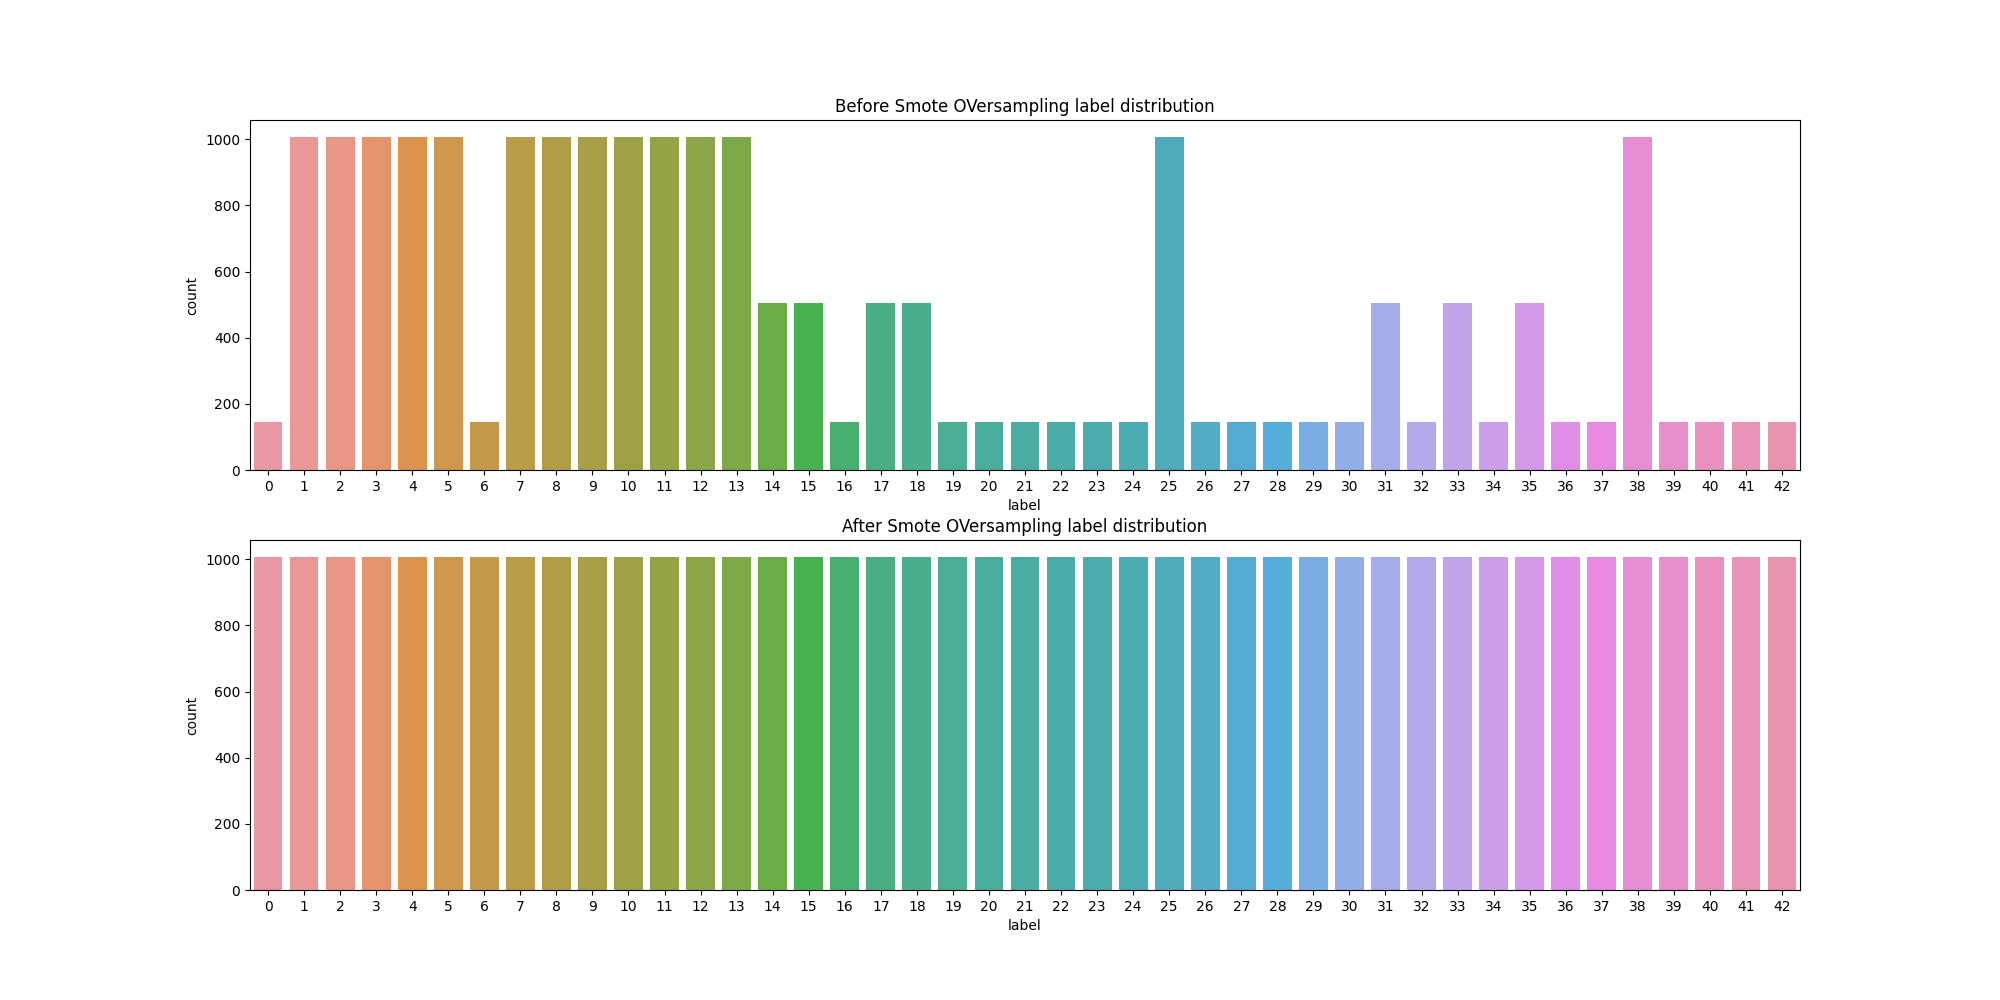 Before Smote OVersampling label distribution
1000
800
600
400
200
0
count
0 1 2 3 4 5 6 7 8 9 10 11 12 13 14 15 16 17 18 19 20 21 22 23 24 25 26 27 28 29 30 31 32 33 34 35 36 37 38 39 40 41 42
label
After Smote OVersampling label distribution
1000
800
600
400
200
0
count
0 1 2 3 4 5 6 7 8 9 10 11 12 13 14 15 16 17 18 19 20 21 22 23 24 25 26 27 28 29 30 31 32 33 34 35 36 37 38 39 40 41 42
label